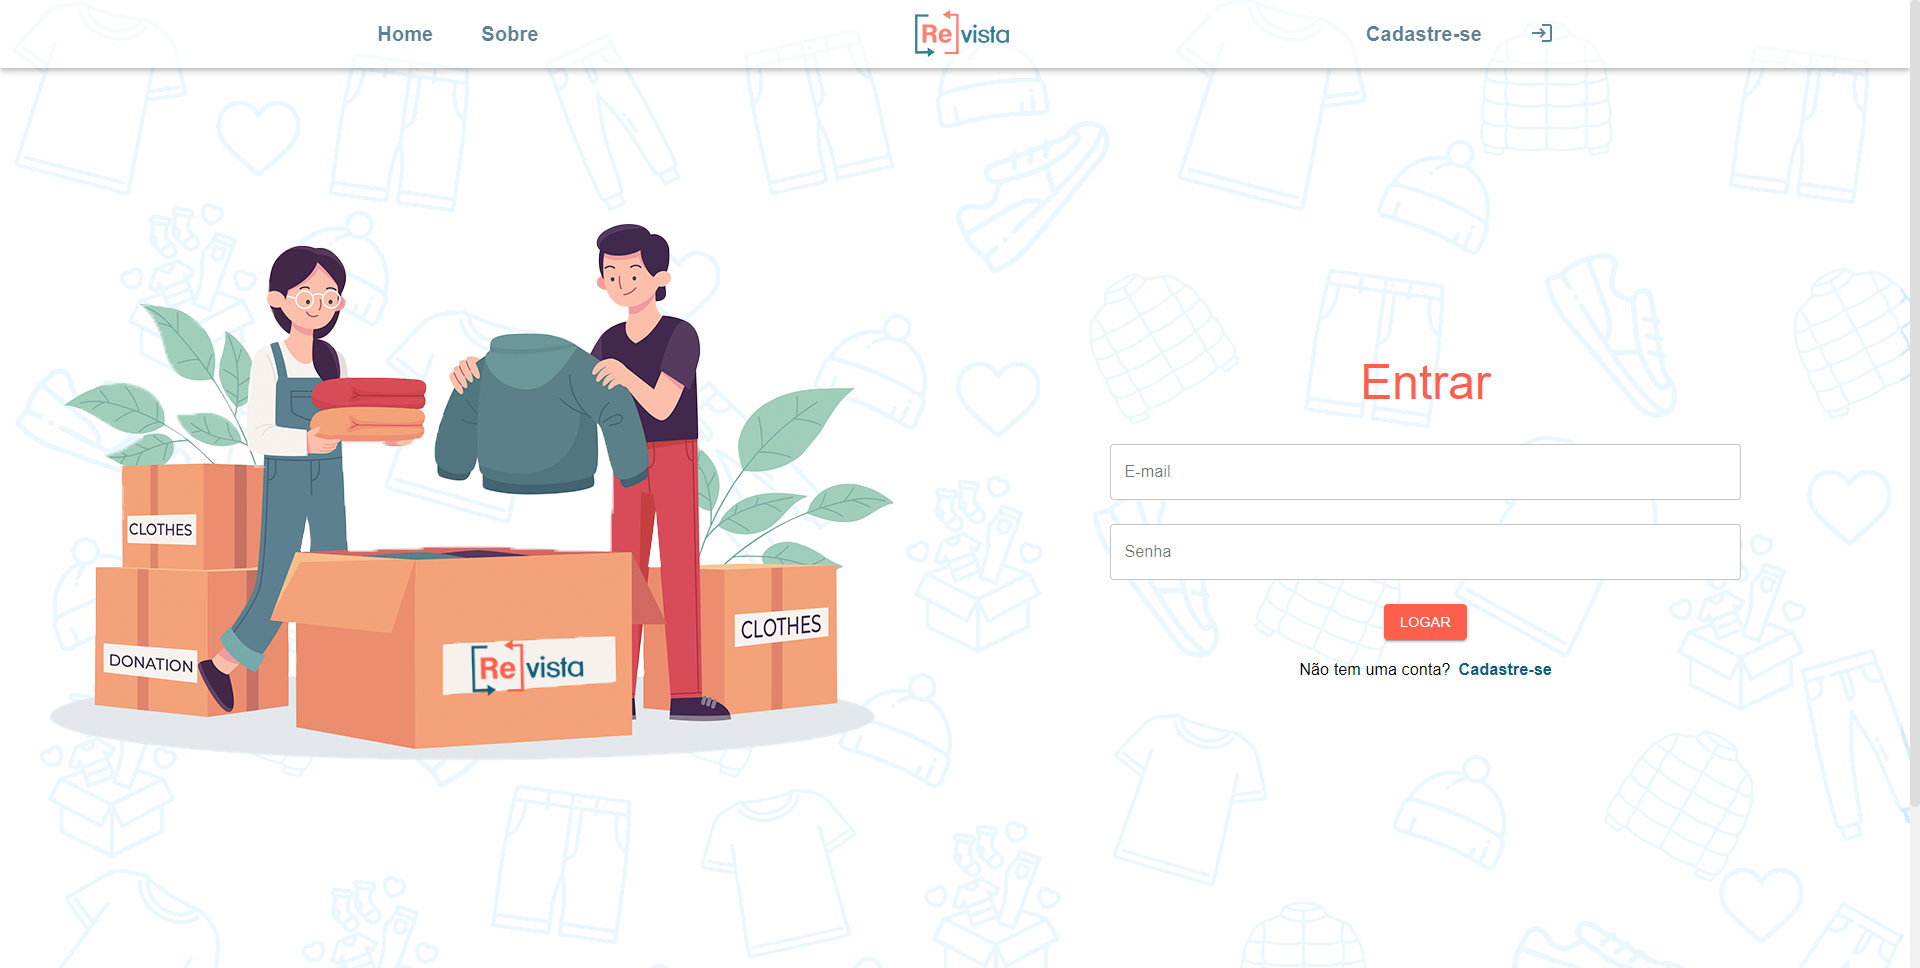 Home
Sobre
Re vista
Cadastre-se
Entrar
E-mail
Senha
LOGAR
Não tem uma conta? Cadastre-se
CLOTHES
DONATION
Re vista
CLOTHES